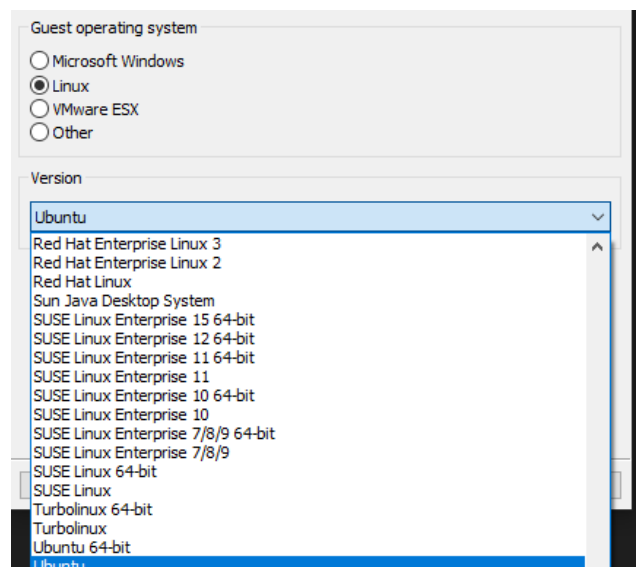 Guest operating system
Microsoft Windows
Linux
VMware ESX
Other
Version
Ubuntu
Red Hat Enterprise Linux 3
Red Hat Enterprise Linux 2
Red Hat Linux
Sun Java Desktop System
SUSE Linux Enterprise 15 64-bit
SUSE Linux Enterprise 12 64-bit
SUSE Linux Enterprise 11 64-bit
SUSE Linux Enterprise 11
SUSE Linux Enterprise 10 64-bit
SUSE Linux Enterprise 10
SUSE Linux Enterprise 7/8/9 64-bit
SUSE Linux Enterprise 7/8/9
SUSE Linux 64-bit
SUSE Linux
Turbolinux 64-bit
Turbolinux
Ubuntu 64-bit
Ubuntu